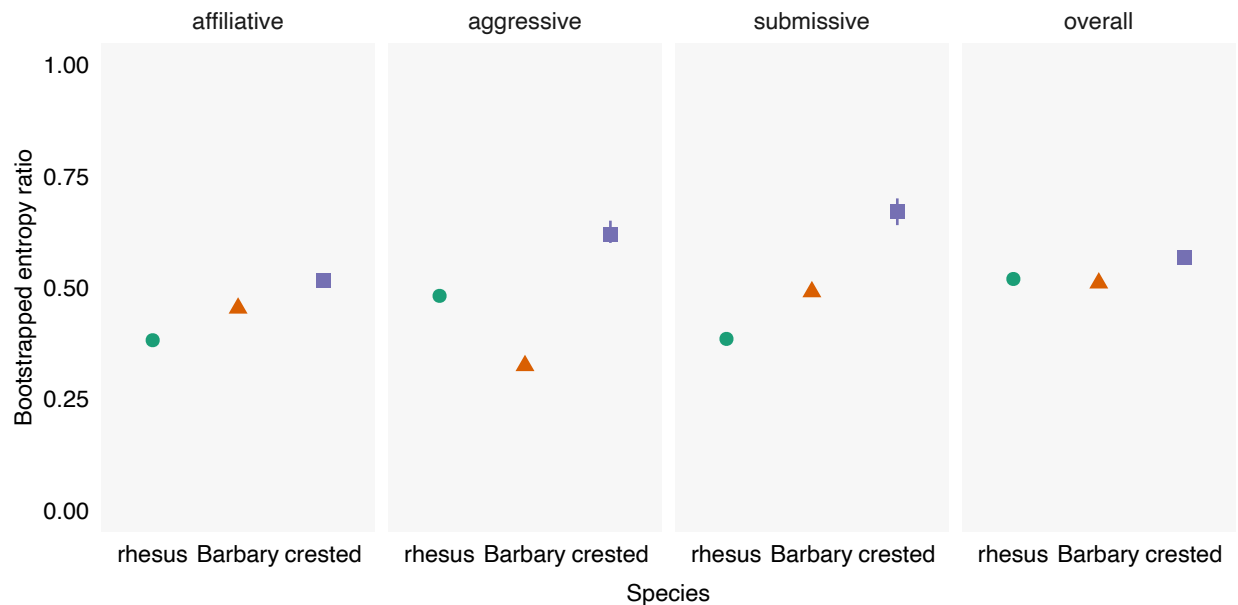 affiliative aggressive submissive overall
1.00
0.75
0.50
0.25
0.00
Bootstrapped entropy ratio
rhesus Barbary crested rhesus Barbary crested rhesus Barbary crested rhesus Barbary crested
Species